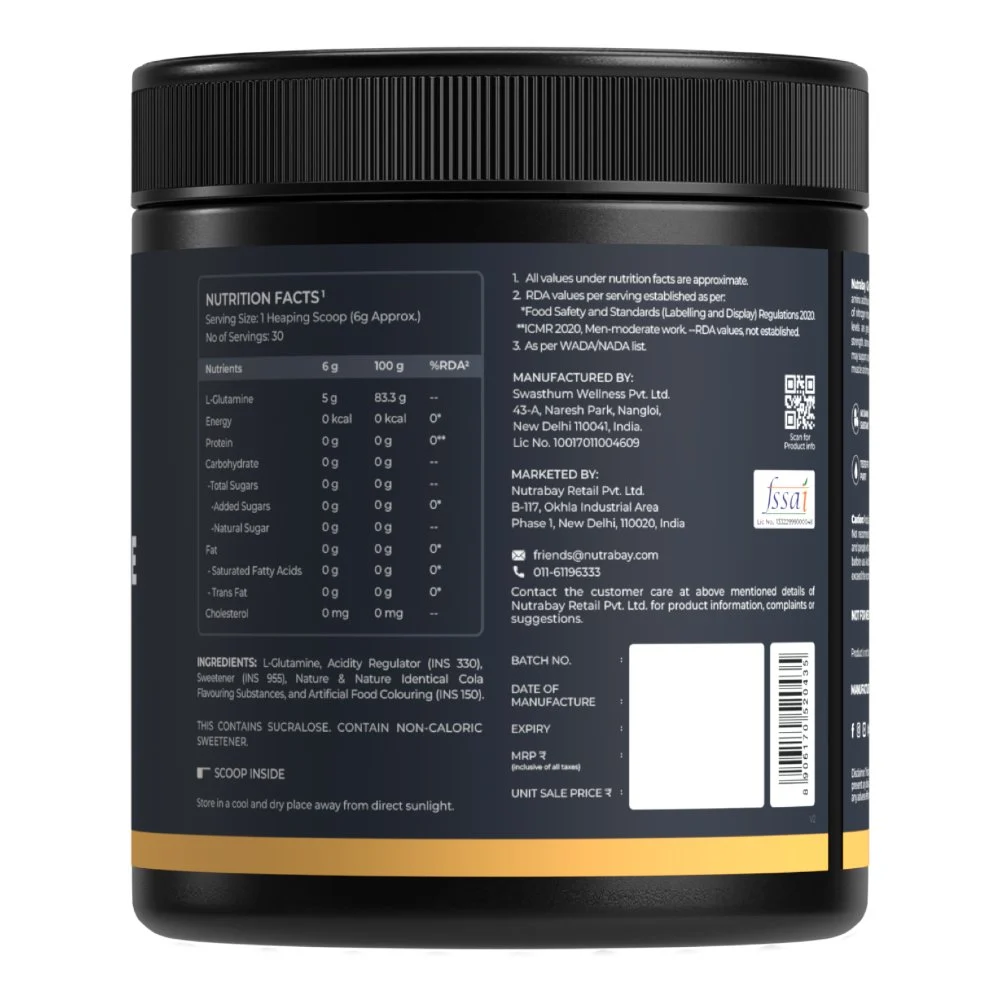 NUTRITION FACTS¹
Serving Size: 1 Heaping Scoop (6g Approx.)
No of Servings: 30
Nutrients 6 g 100 g %RDA²
L-Glutamine 5 g 83.3 g --
Energy 0 kcal 0 kcal 0*
Protein 0 g 0 g 0**
Carbohydrate 0 g 0 g --
-Total Sugars 0 g 0 g --
-Added Sugars 0 g 0 g 0*
-Natural Sugar 0 g 0 g --
Fat 0 g 0 g 0*
- Saturated Fatty Acids 0 g 0 g 0*
- Trans Fat 0 g 0 g 0*
Cholesterol 0 mg 0 mg --
INGREDIENTS: L-Glutamine, Acidity Regulator (INS 330),
Sweetener (INS 955), Nature & Nature Identical Cola
Flavouring Substances, and Artificial Food Colouring (INS 150).
THIS CONTAINS SUCRALOSE. CONTAIN NON-CALORIC
SWEETENER.
SCOOP INSIDE
Store in a cool and dry place away from direct sunlight.
1. All values under nutrition facts are approximate.
2. RDA values per serving established as per:
*Food Safety and Standards (Labelling and Display) Regulations 2020.
**ICMR 2020, Men-moderate work. --RDA values, not established.
3. As per WADA/NADA list.
MANUFACTURED BY:
Swasthum Wellness Pvt. Ltd.
43-A, Naresh Park, Nangloi,
New Delhi 110041, India.
Lic No. 10017011004609
Scan for
Product Info
MARKETED BY:
Nutrabay Retail Pvt. Ltd.
B-117, Okhla Industrial Area
Phase 1, New Delhi, 110020, India
fssai
Lic No.
friends@nutrabay.com
011-61196333
Contact the customer care at above mentioned details of
Nutrabay Retail Pvt. Ltd. for product information, complaints or
suggestions.
BATCH NO. :
DATE OF
MANUFACTURE :
EXPIRY :
MRP ₹ :
(inclusive of all taxes)
UNIT SALE PRICE ₹ :
8 906170 520435
V2